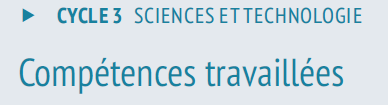 ▶ CYCLE 3 SCIENCES ET TECHNOLOGIE
Compétences travaillées